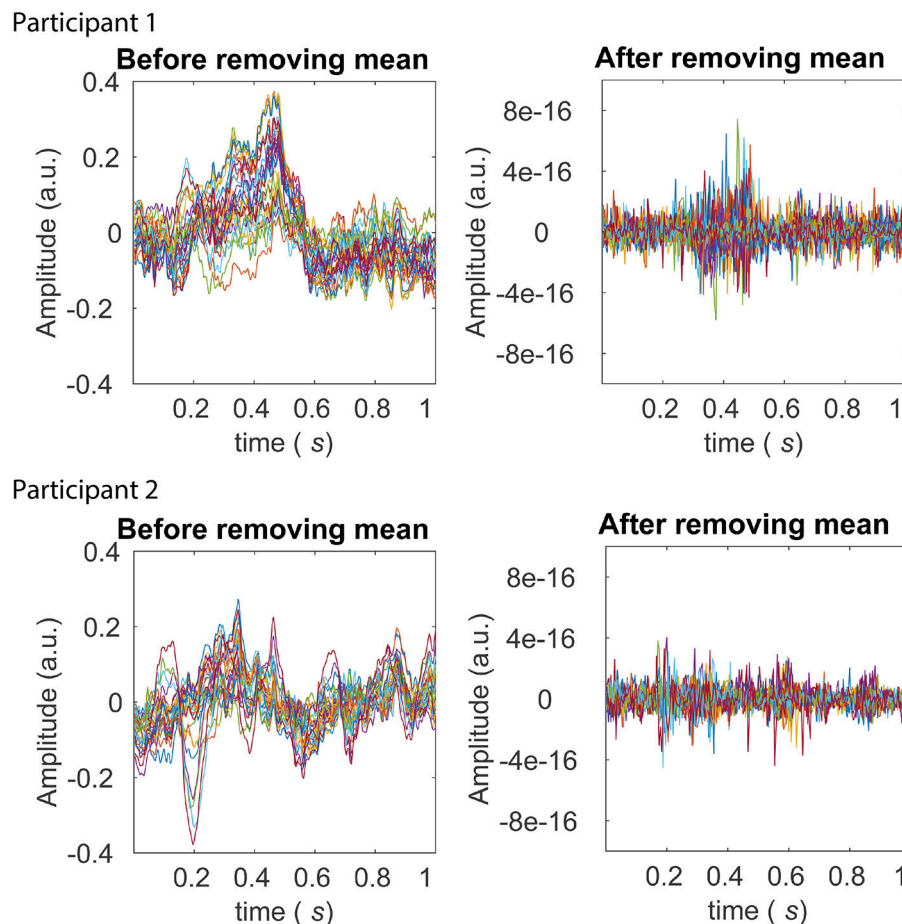 Participant 1
Before removing mean
After removing mean
0.4
0.2
0
-0.2
-0.4
Amplitude (a.u.)
0.2 0.4 0.6 0.8 1
time ( s)
8e-16
4e-16
0
-4e-16
-8e-16
Amplitude (a.u.)
0.2 0.4 0.6 0.8 1
time ( s)
Participant 2
Before removing mean
After removing mean
0.4
0.2
0
-0.2
-0.4
Amplitude (a.u.)
0.2 0.4 0.6 0.8 1
time ( s)
8e-16
4e-16
0
-4e-16
-8e-16
Amplitude (a.u.)
0.2 0.4 0.6 0.8 1
time ( s)